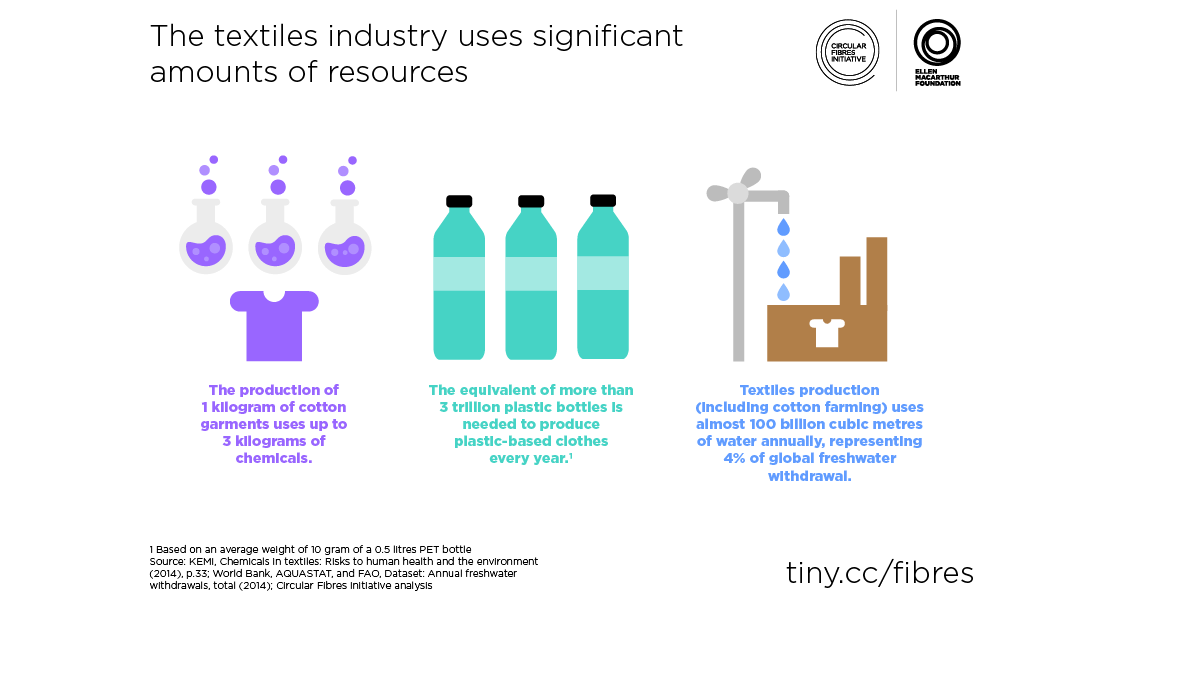 The textiles industry uses significant
amounts of resources
CIRCULAR
FIBRES
INITIATIVE
ELLEN
MACARTHUR
FOUNDATION
The production of
1 kilogram of cotton
garments uses up to
3 kilograms of
chemicals.
The equivalent of more than
3 trillion plastic bottles is
needed to produce
plastic-based clothes
every year.¹
Textiles production
(including cotton farming) uses
almost 100 billion cubic metres
of water annually, representing
4% of global freshwater
withdrawal.
1 Based on an average weight of 10 gram of a 0.5 litres PET bottle
Source: KEMI, Chemicals in textiles: Risks to human health and the environment
(2014), p.33; World Bank, AQUASTAT, and FAO, Dataset: Annual freshwater
withdrawals, total (2014); Circular Fibres Initiative analysis
tiny.cc/fibres